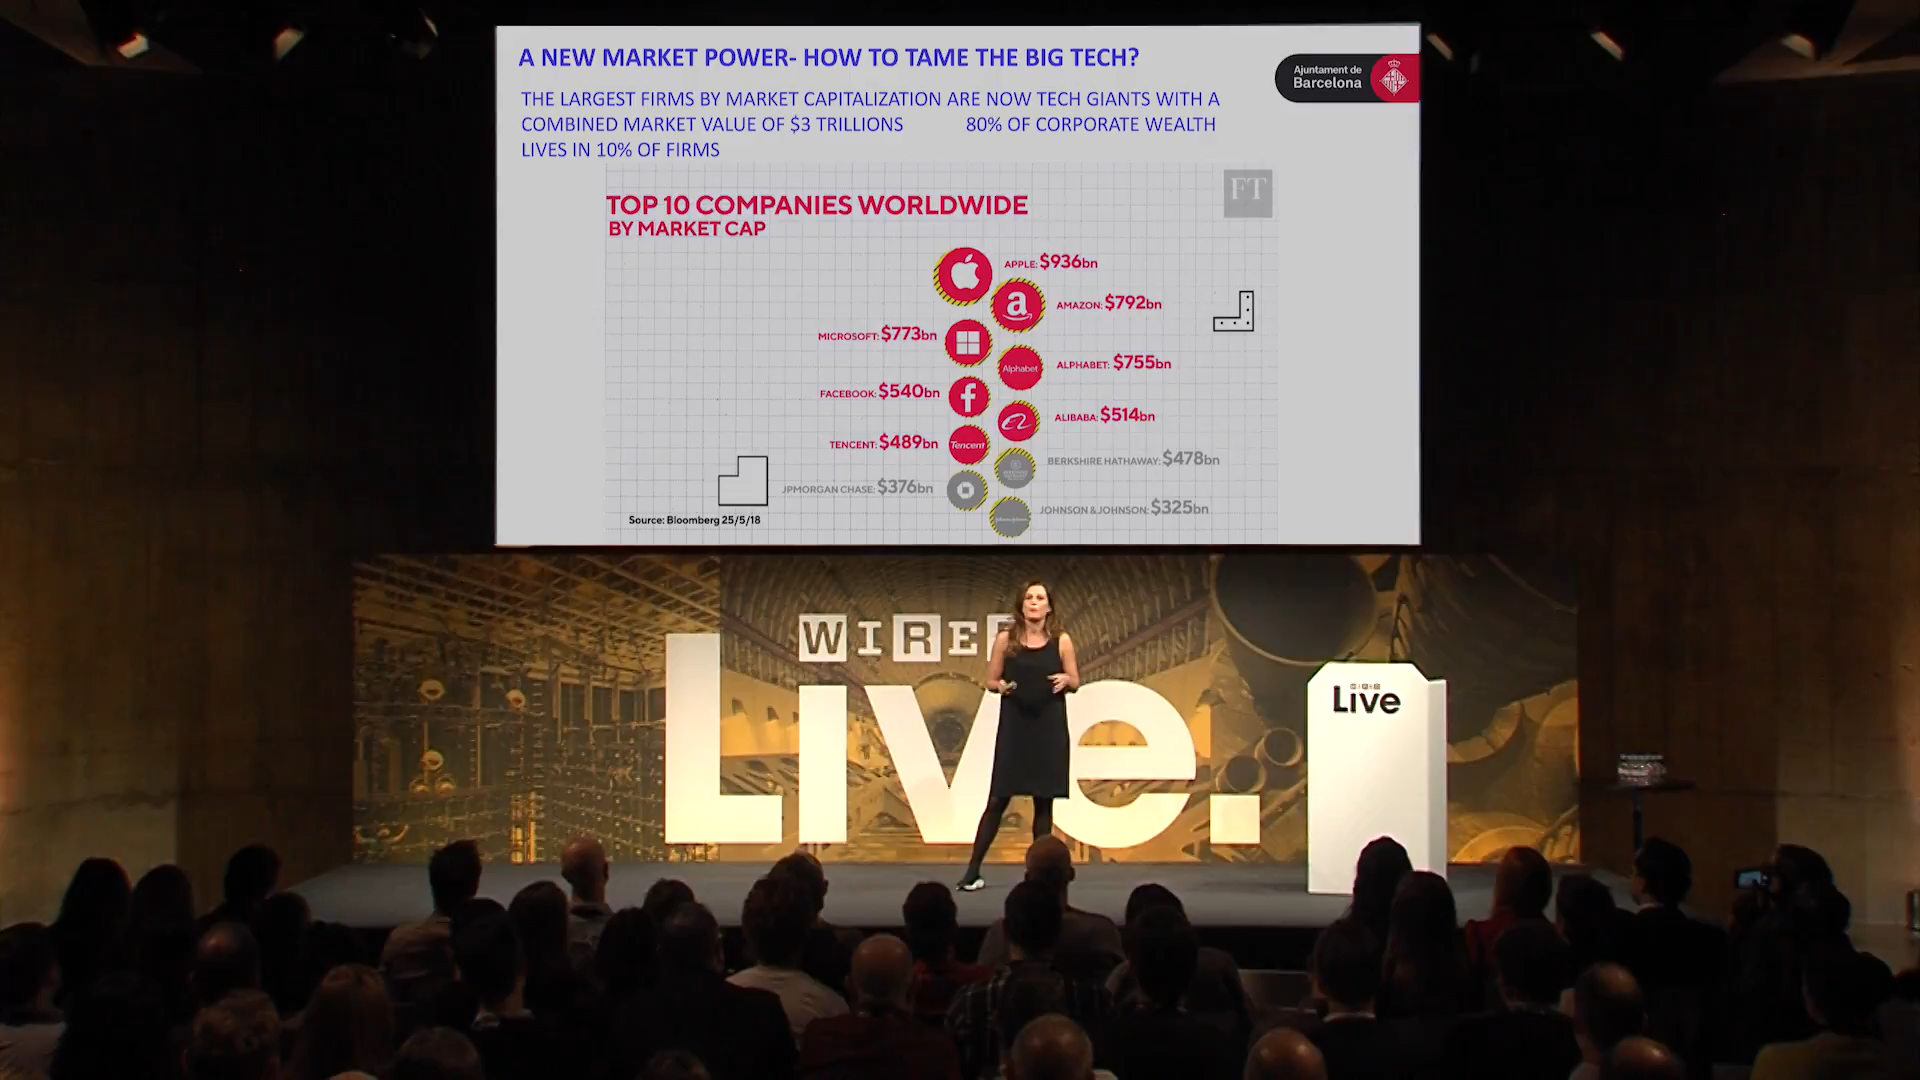 A NEW MARKET POWER- HOW TO TAME THE BIG TECH?
Ajuntament de
Barcelona
THE LARGEST FIRMS BY MARKET CAPITALIZATION ARE NOW TECH GIANTS WITH A
COMBINED MARKET VALUE OF $3 TRILLIONS 80% OF CORPORATE WEALTH
LIVES IN 10% OF FIRMS
FT
TOP 10 COMPANIES WORLDWIDE
BY MARKET CAP
APPLE: $936bn
a
AMAZON: $792bn
MICROSOFT: $773bn
Alphabet
ALPHABET: $755bn
FACEBOOK: $540bn
f
ALIBABA: $514bn
TENCENT: $489bn
Tencent
BERKSHIRE HATHAWAY: $478bn
JPMORGAN CHASE: $376bn
JOHNSON & JOHNSON: $325bn
Source: Bloomberg 25/5/18
WIRE
Live.
WIRED
Live